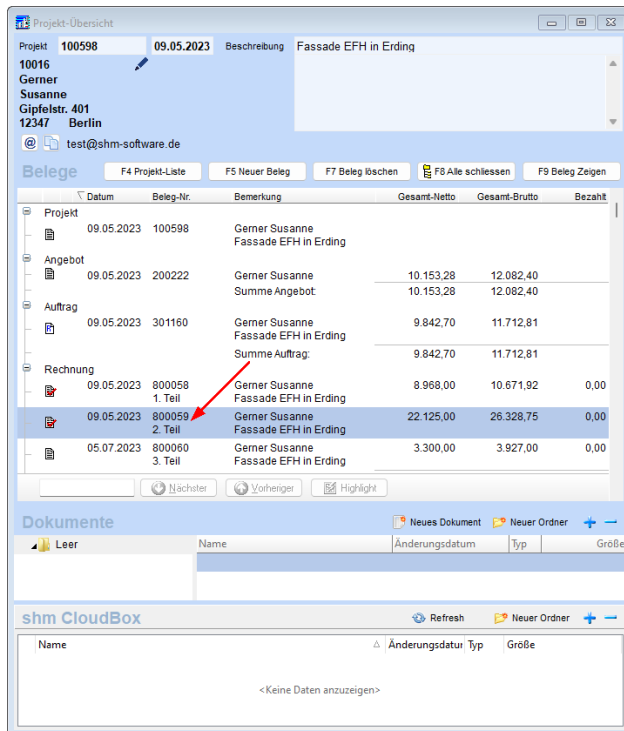 Projekt-Übersicht
Projekt 100598 09.05.2023 Beschreibung Fassade EFH in Erding
10016
Gerner
Susanne
Gipfelstr. 401
12347 Berlin
@ test@shm-software.de
Belege F4 Projekt-Liste F5 Neuer Beleg F7 Beleg löschen F8 Alle schliessen F9 Beleg Zeigen
Datum Beleg-Nr. Bemerkung Gesamt-Netto Gesamt-Brutto Bezahlt
Projekt
09.05.2023 100598 Gerner Susanne
Fassade EFH in Erding
Angebot
09.05.2023 200222 Gerner Susanne 10.153,28 12.082,40
Summe Angebot: 10.153,28 12.082,40
Auftrag
09.05.2023 301160 Gerner Susanne 9.842,70 11.712,81
Fassade EFH in Erding
Summe Auftrag: 9.842,70 11.712,81
Rechnung
09.05.2023 800058 Gerner Susanne 8.968,00 10.671,92 0,00
1. Teil Fassade EFH in Erding
09.05.2023 800059 Gerner Susanne 22.125,00 26.328,75 0,00
2. Teil Fassade EFH in Erding
05.07.2023 800060 Gerner Susanne 3.300,00 3.927,00 0,00
3. Teil Fassade EFH in Erding
Nächster Vorheriger Highlight
Dokumente Neues Dokument Neuer Ordner
Leer Name Änderungsdatum Typ Größe
shm CloudBox Refresh Neuer Ordner
Name Änderungsdatur Typ Größe
<Keine Daten anzuzeigen>